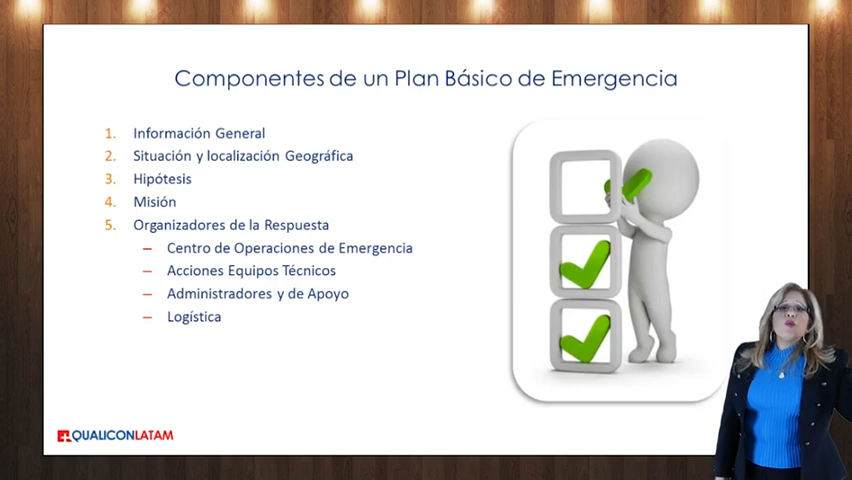 Componentes de un Plan Básico de Emergencia
1. Información General
2. Situación y localización Geográfica
3. Hipótesis
4. Misión
5. Organizadores de la Respuesta
– Centro de Operaciones de Emergencia
– Acciones Equipos Técnicos
– Administradores y de Apoyo
– Logística
QUALICONLATAM